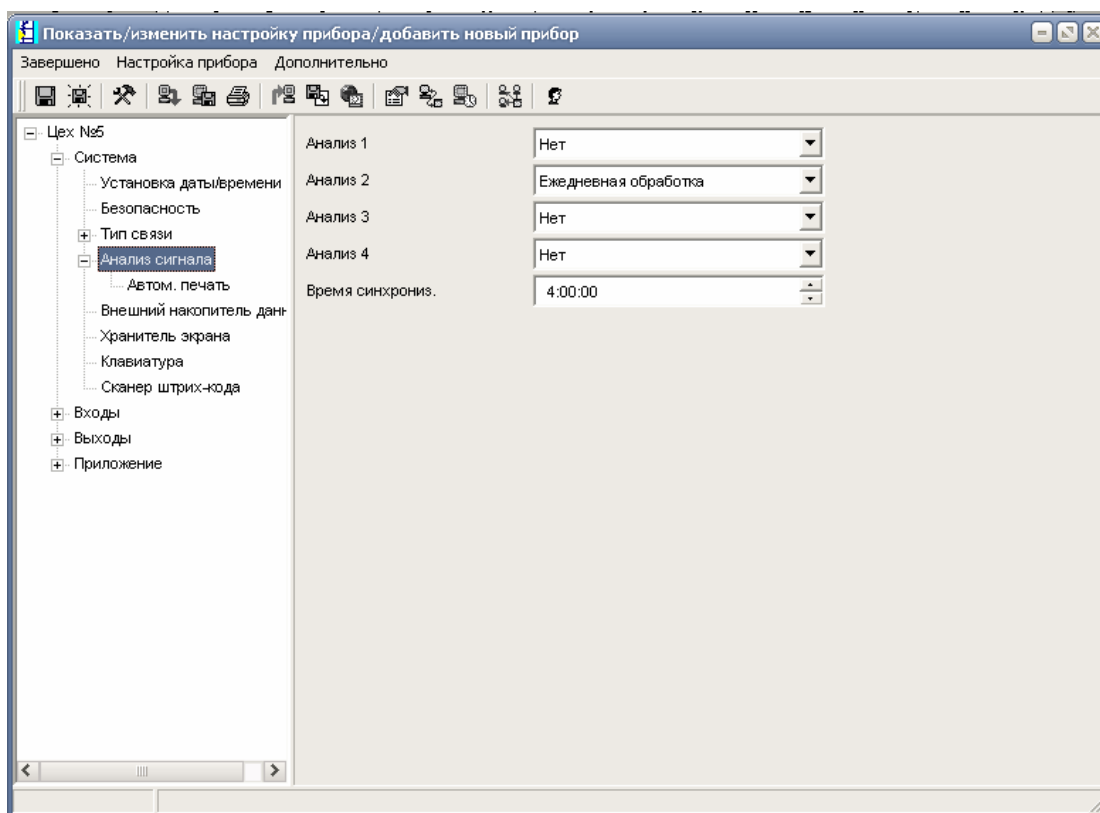 Показать/изменить настройку прибора/добавить новый прибор
Завершено Настройка прибора Дополнительно
Цех №5
Система
Установка даты/времени
Безопасность
Тип связи
Анализ сигнала
Автом. печать
Внешний накопитель данн
Хранитель экрана
Клавиатура
Сканер штрих-кода
Входы
Выходы
Приложение
Анализ 1 Нет
Анализ 2 Ежедневная обработка
Анализ 3 Нет
Анализ 4 Нет
Время синхрониз. 4:00:00